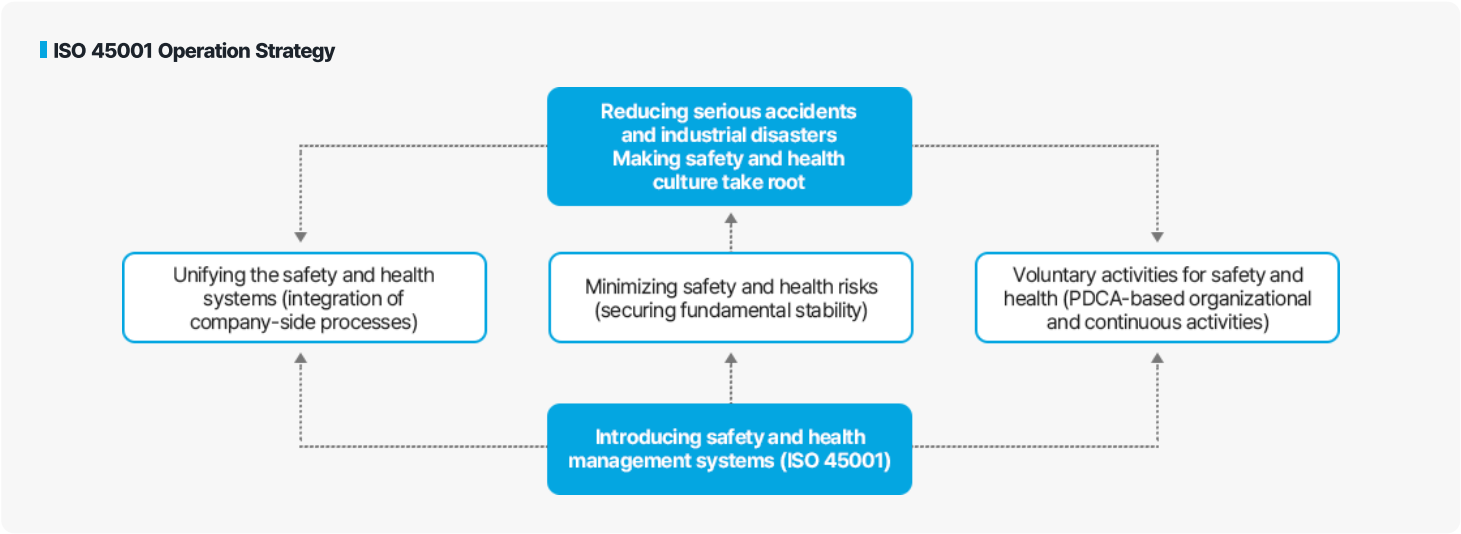 ISO 45001 Operation Strategy
Reducing serious accidents
and industrial disasters
Making safety and health
culture take root
Unifying the safety and health
systems (integration of
company-side processes)
Minimizing safety and health risks
(securing fundamental stability)
Voluntary activities for safety and
health (PDCA-based organizational
and continuous activities)
Introducing safety and health
management systems (ISO 45001)